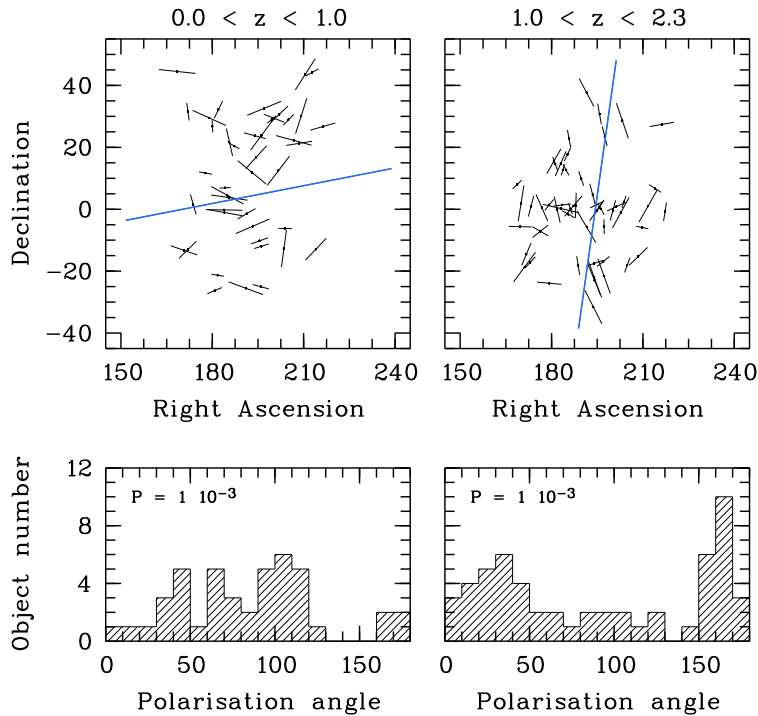 0.0 < z < 1.0
1.0 < z < 2.3
Declination
40
20
0
−20
−40
150 180 210 240
150 180 210 240
Right Ascension
Right Ascension
Object number
12
8
4
0
P = 1 10⁻³
P = 1 10⁻³
0 50 100 150
0 50 100 150
Polarisation angle
Polarisation angle